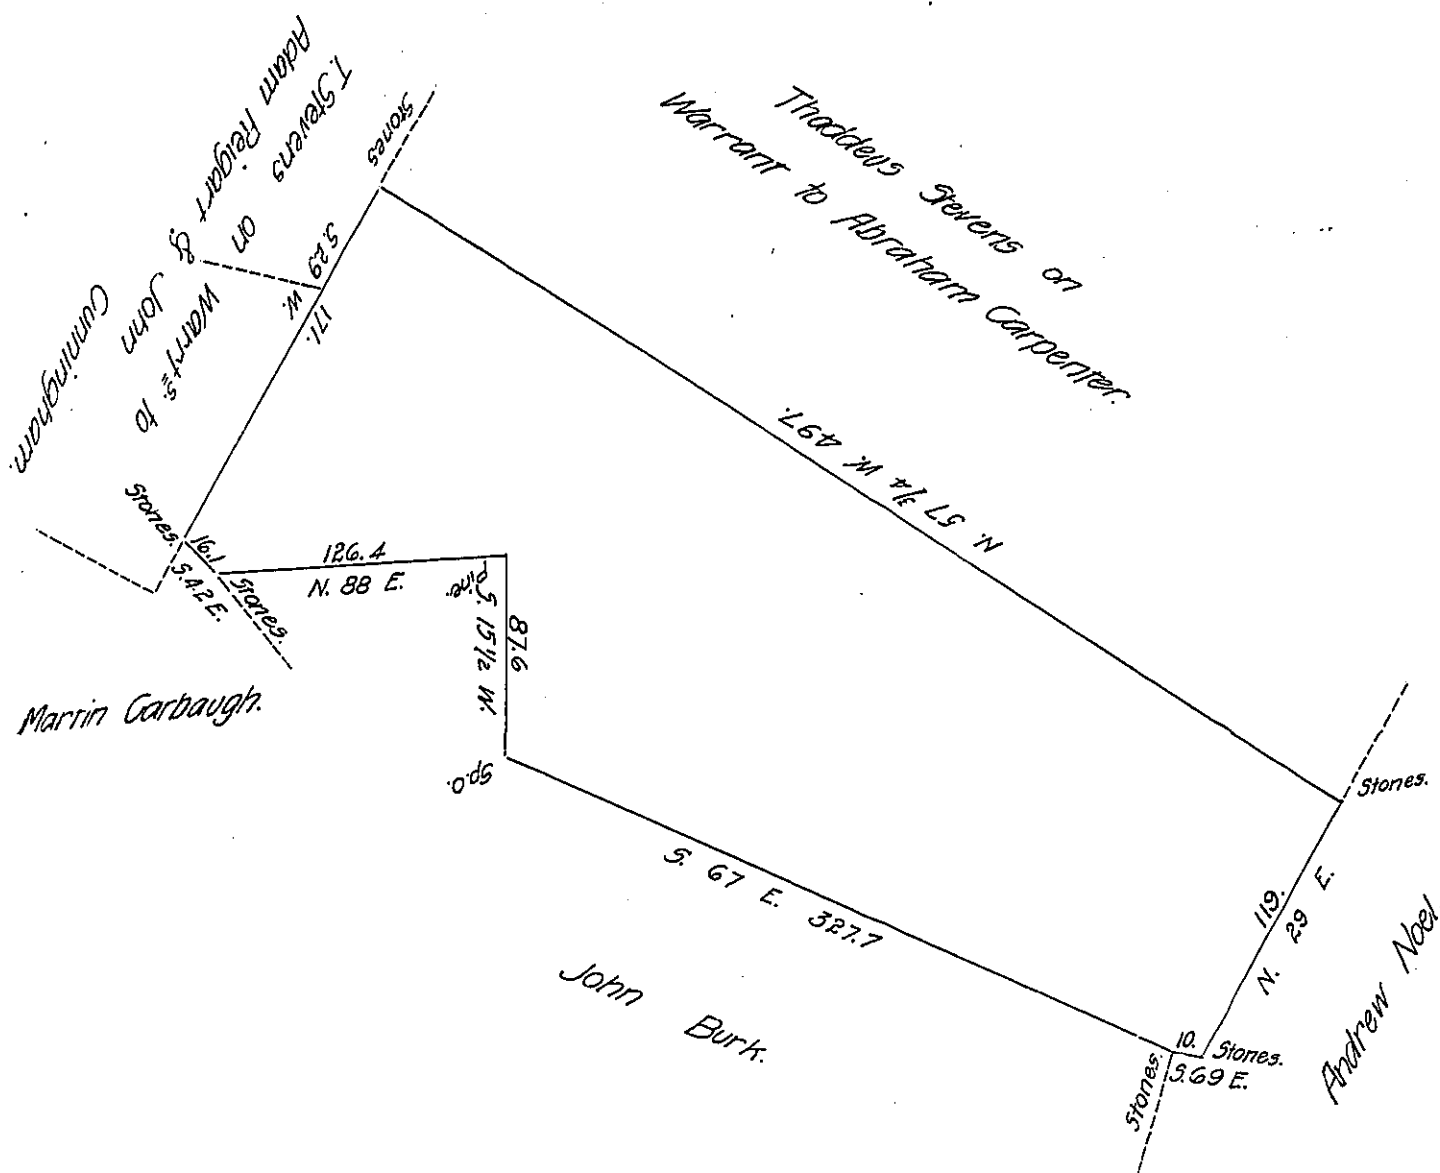 T. Stevens
on
Warrt's. to
Adam Reigart &
John
Cunningham.
Stones
S. 29 W. 171.
Thaddeus Stevens on
Warrant to Abraham Carpenter.
N. 57 3/4 W. 497.
Stones.
16.1
S. 42 E.
Stones.
126.4
N. 88 E.
Pine.
87.6
S. 15 1/2 W.
Martin Carbaugh.
Sp. O.
S. 67 E. 327.7
John Burk.
Stones.
119.
N. 29 E.
Andrew Noel
10.
Stones.
S. 69 E.
Stones.